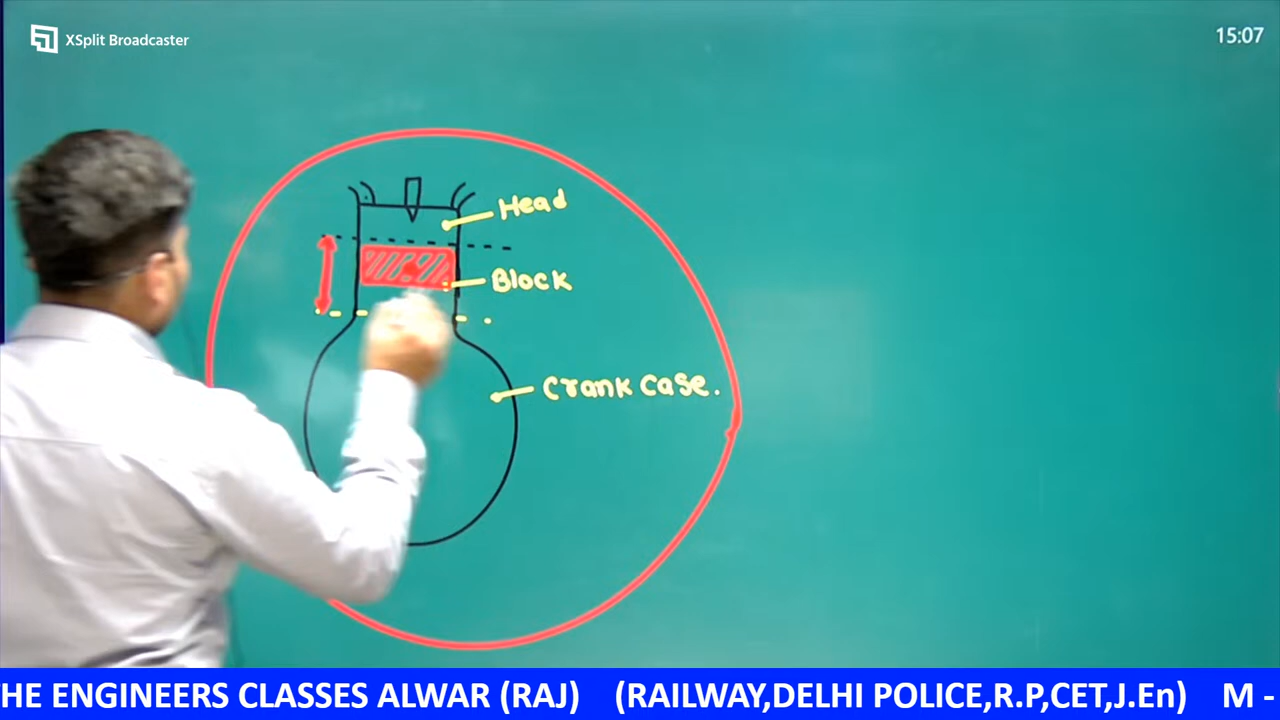 XSplit Broadcaster
15:07
Head
Block
Crank case.
HE ENGINEERS CLASSES ALWAR (RAJ) (RAILWAY,DELHI POLICE,R.P,CET,J.En) M -